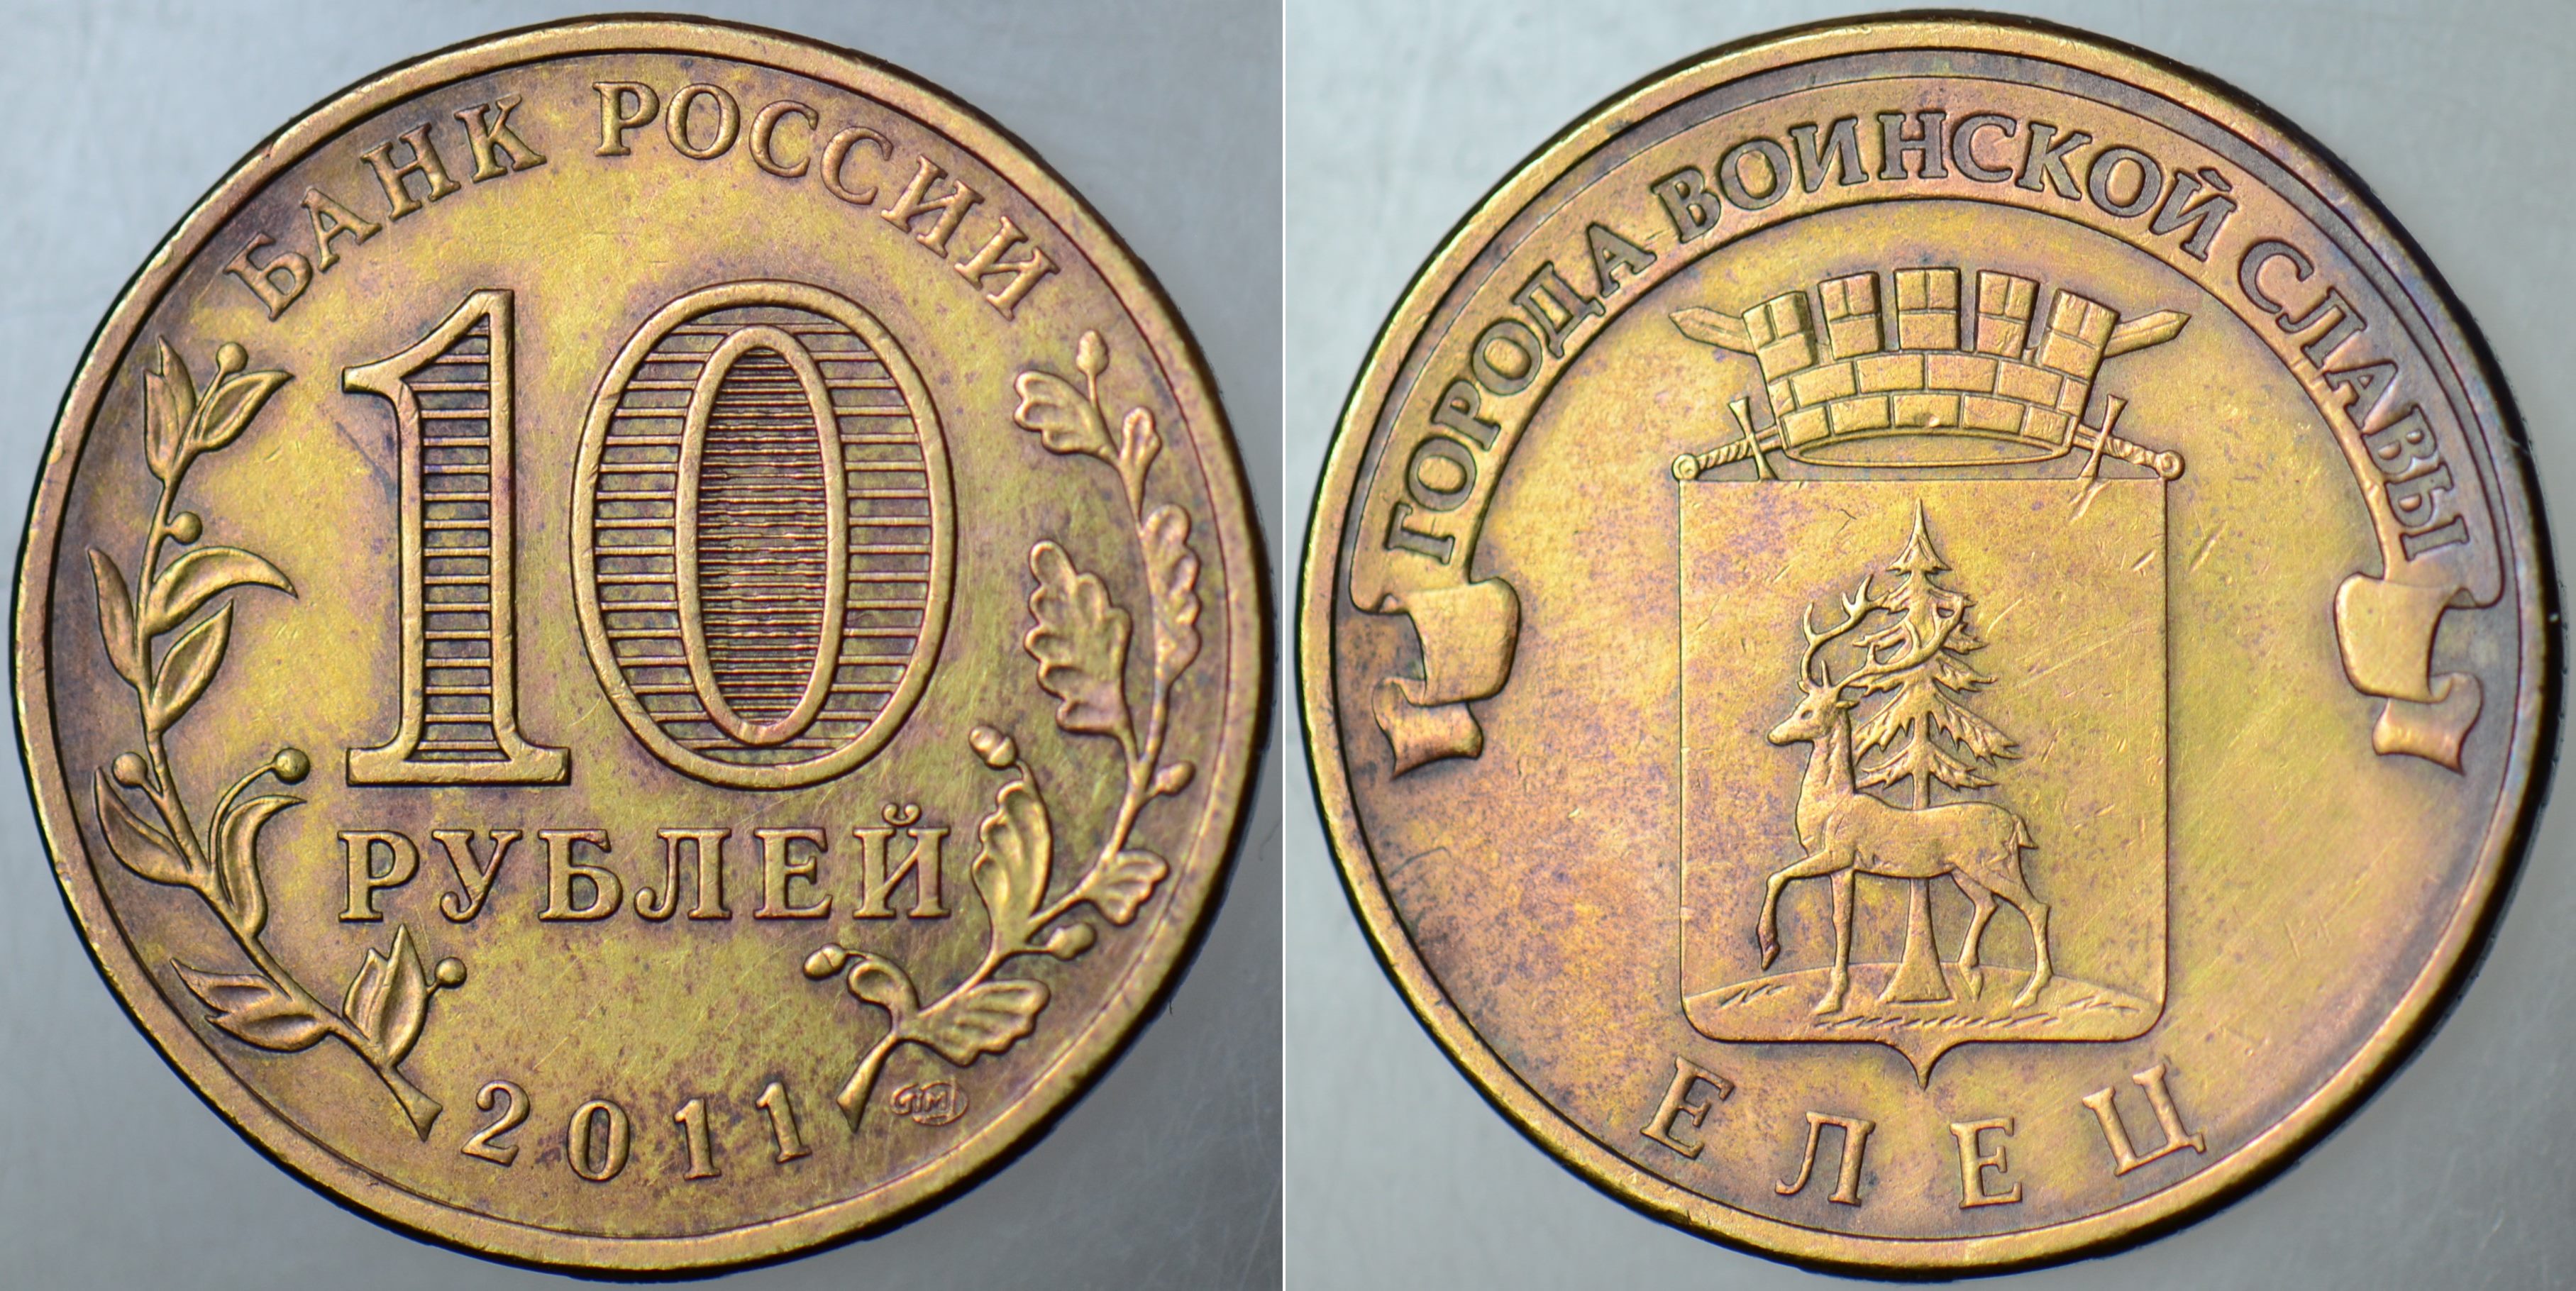 БАНК РОССИИ
10
РУБЛЕЙ
2011
ГОРОДА ВОИНСКОЙ СЛАВЫ
ЕЛЕЦ